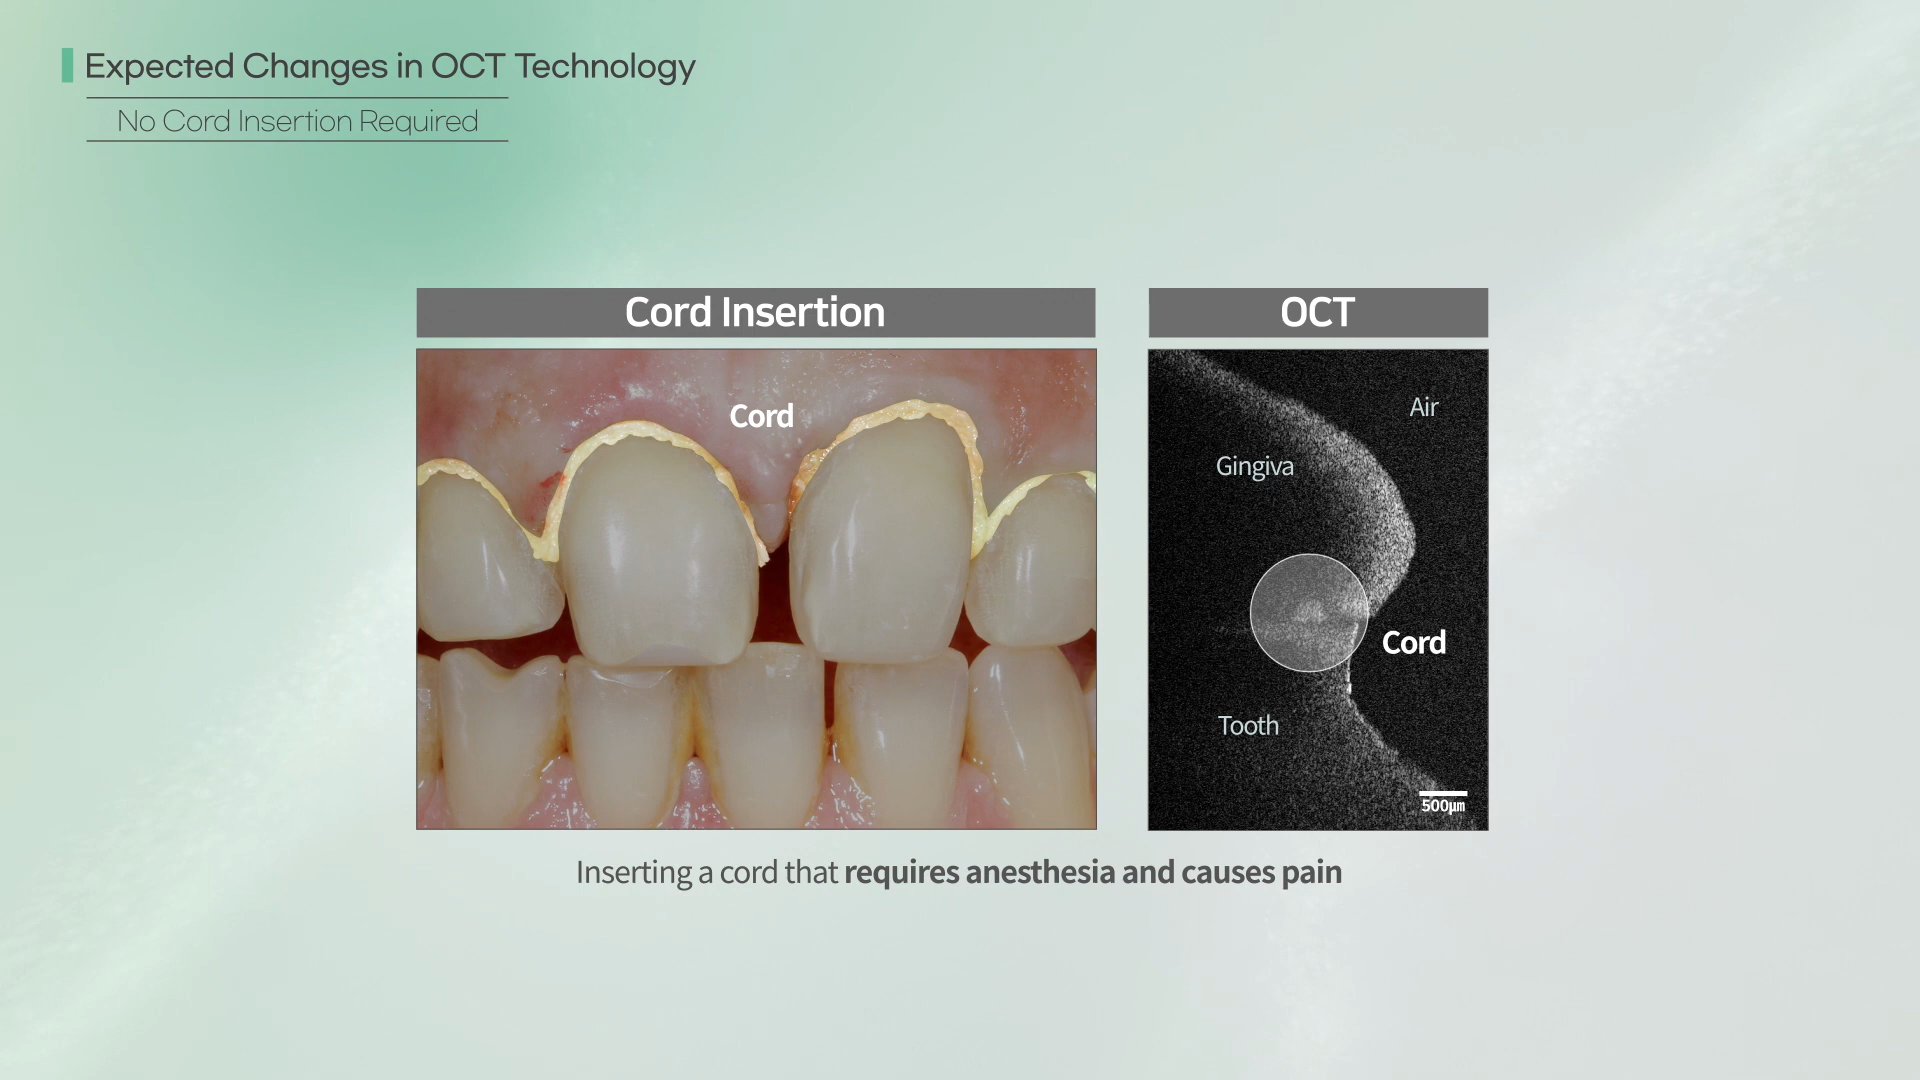 Expected Changes in OCT Technology
No Cord Insertion Required
Cord Insertion
Cord
OCT
Air
Gingiva
Cord
Tooth
500μm
Inserting a cord that requires anesthesia and causes pain